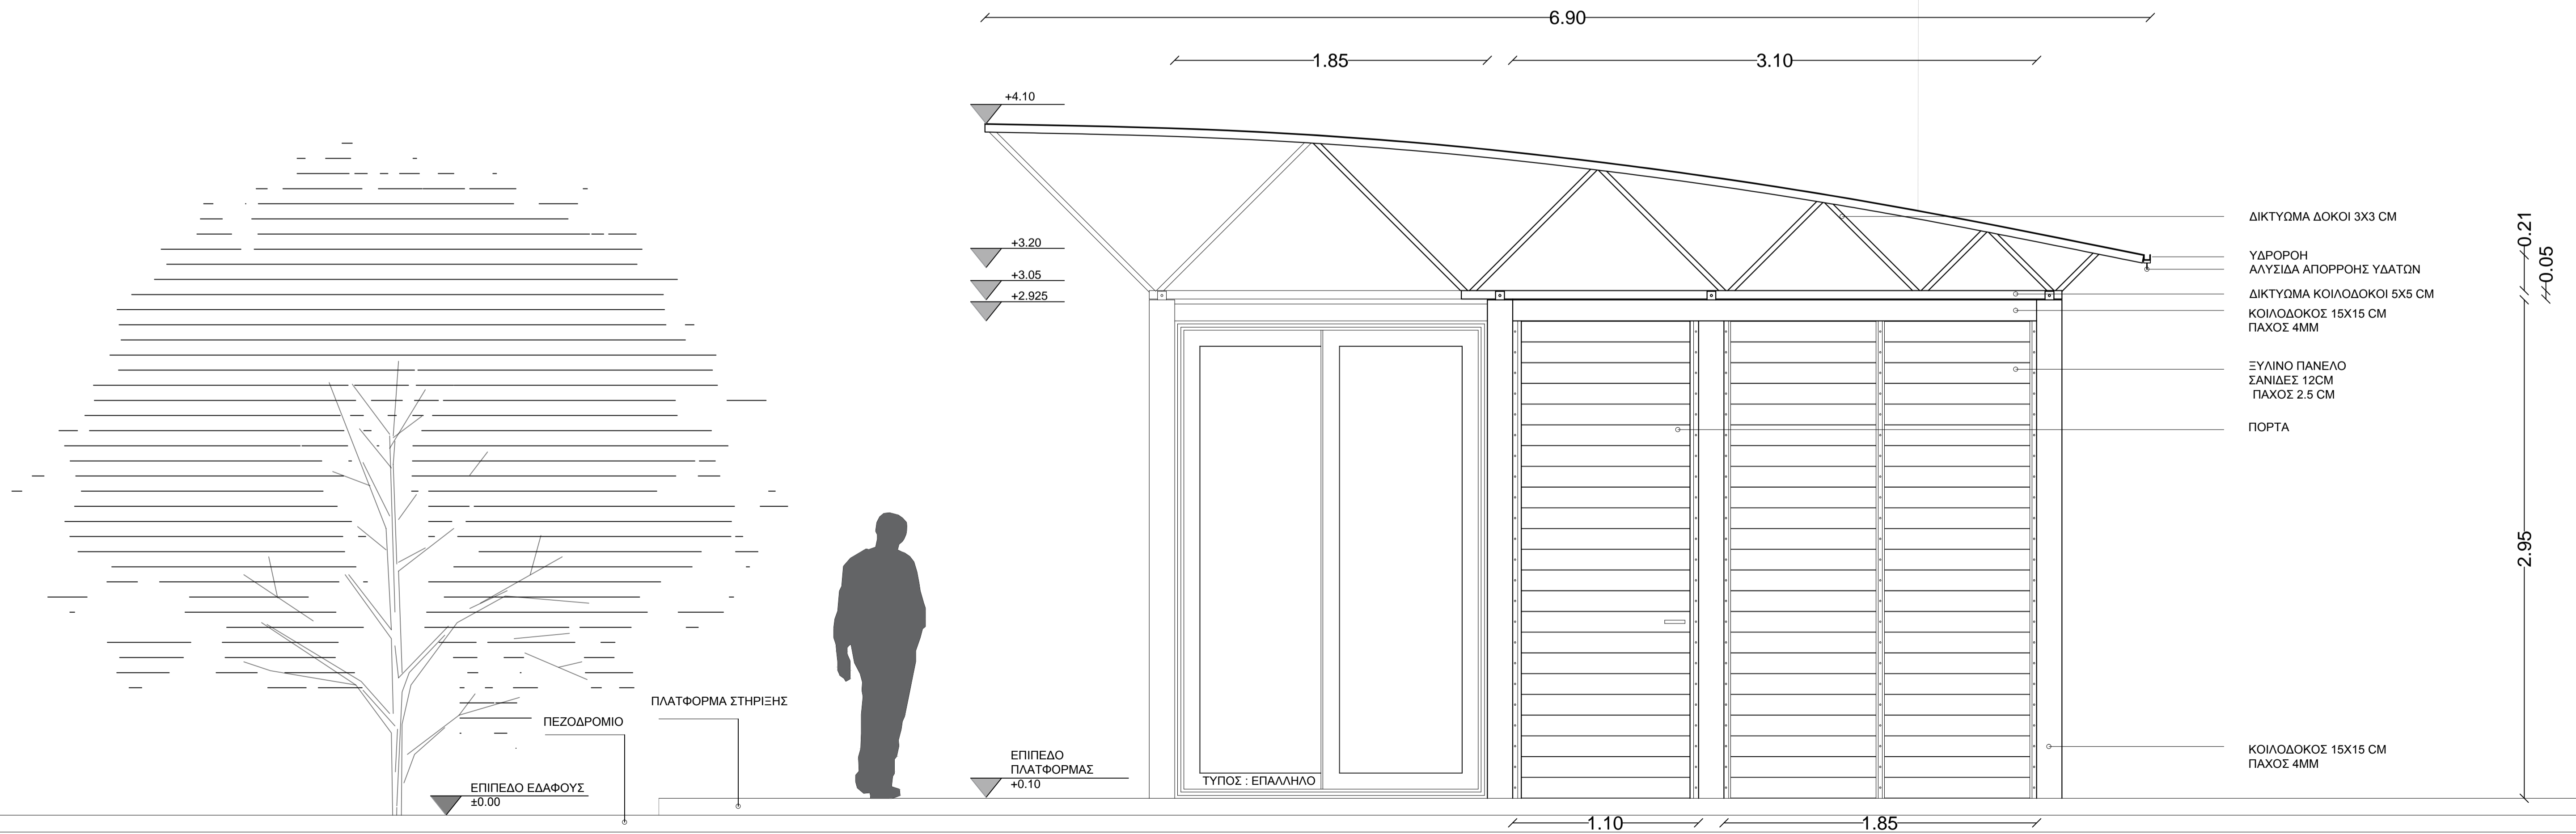 6.90
1.85
3.10
+4.10
+3.20
+3.05
+2.925
ΔΙΚΤΥΩΜΑ ΔΟΚΟΙ 3Χ3 CM
ΥΔΡΟΡΟΗ
ΑΛΥΣΙΔΑ ΑΠΟΡΡΟΗΣ ΥΔΑΤΩΝ
ΔΙΚΤΥΩΜΑ ΚΟΙΛΟΔΟΚΟΙ 5Χ5 CM
ΚΟΙΛΟΔΟΚΟΣ 15Χ15 CM
ΠΑΧΟΣ 4ΜΜ
ΞΥΛΙΝΟ ΠΑΝΕΛΟ
ΣΑΝΙΔΕΣ 12CM
ΠΑΧΟΣ 2.5 CM
ΠΟΡΤΑ
0.21
0.05
2.95
ΠΛΑΤΦΟΡΜΑ ΣΤΗΡΙΞΗΣ
ΠΕΖΟΔΡΟΜΙΟ
ΕΠΙΠΕΔΟ ΕΔΑΦΟΥΣ
±0.00
ΕΠΙΠΕΔΟ
ΠΛΑΤΦΟΡΜΑΣ
+0.10
ΤΥΠΟΣ : ΕΠΑΛΛΗΛΟ
ΚΟΙΛΟΔΟΚΟΣ 15Χ15 CM
ΠΑΧΟΣ 4ΜΜ
1.10
1.85